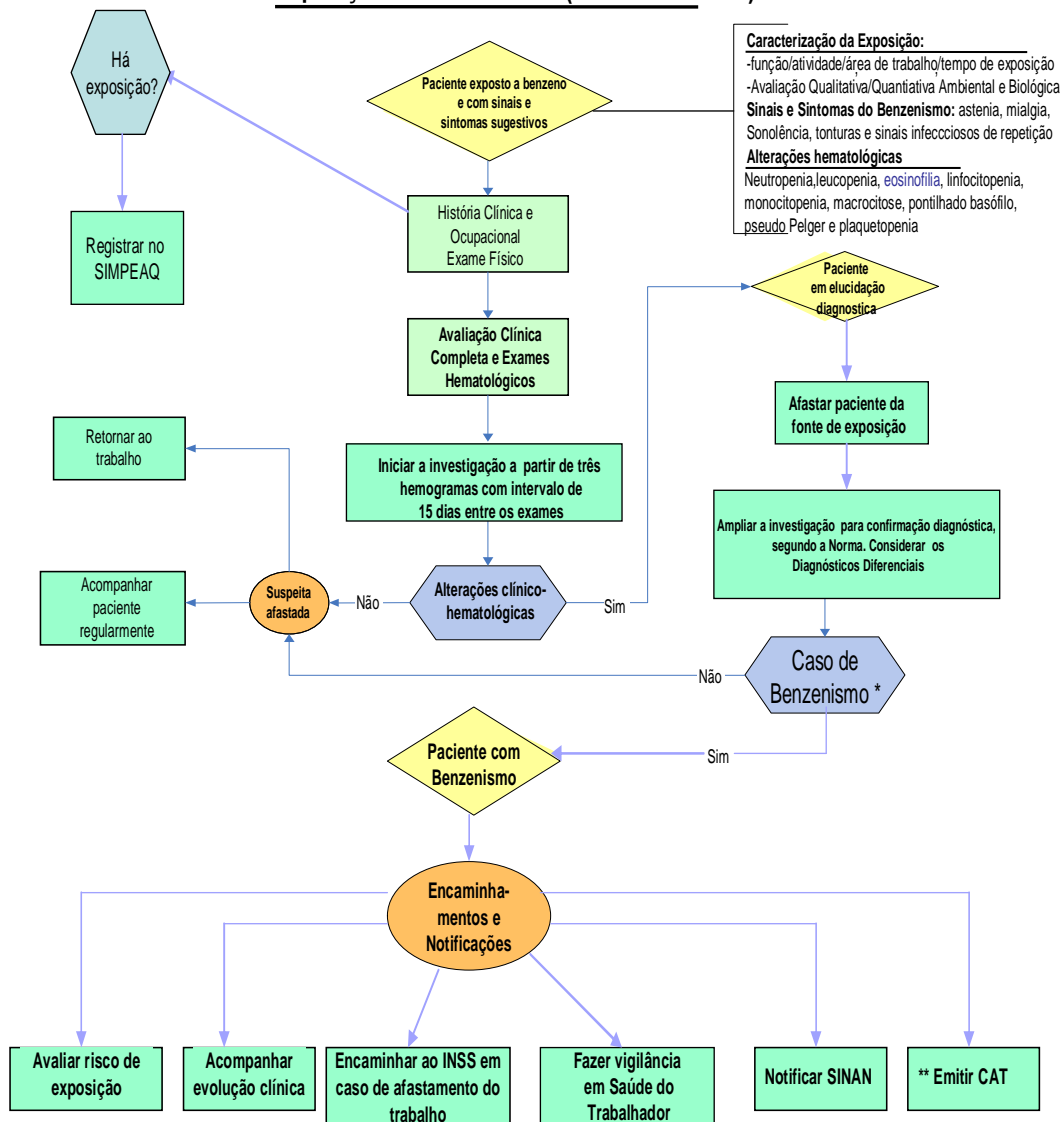 Há
exposição?
Paciente exposto a benzeno
e com sinais e
sintomas sugestivos
Caracterização da Exposição:
-função/atividade/área de trabalho/tempo de exposição
-Avaliação Qualitativa/Quantiativa Ambiental e Biológica
Sinais e Sintomas do Benzenismo: astenia, mialgia,
Sonolência, tonturas e sinais infeccciosos de repetição
Alterações hematológicas
Neutropenia,leucopenia, eosinofilia, linfocitopenia,
monocitopenia, macrocitose, pontilhado basófilo,
pseudo Pelger e plaquetopenia
História Clínica e
Ocupacional
Exame Físico
Registrar no
SIMPEAQ
Paciente
em elucidação
diagnostica
Avaliação Clínica
Completa e Exames
Hematológicos
Afastar paciente da
fonte de exposição
Retornar ao
trabalho
Iniciar a investigação a partir de três
hemogramas com intervalo de
15 dias entre os exames
Ampliar a investigação para confirmação diagnóstica,
segundo a Norma. Considerar os
Diagnósticos Diferenciais
Acompanhar
paciente
regularmente
Suspeita
afastada
Não
Alterações clínico-
hematológicas
Sim
Não
Caso de
Benzenismo *
Paciente com
Benzenismo
Sim
Encaminha-
mentos e
Notificações
Avaliar risco de
exposição
Acompanhar
evolução clínica
Encaminhar ao INSS em
caso de afastamento do
trabalho
Fazer vigilância
em Saúde do
Trabalhador
Notificar SINAN
** Emitir CAT